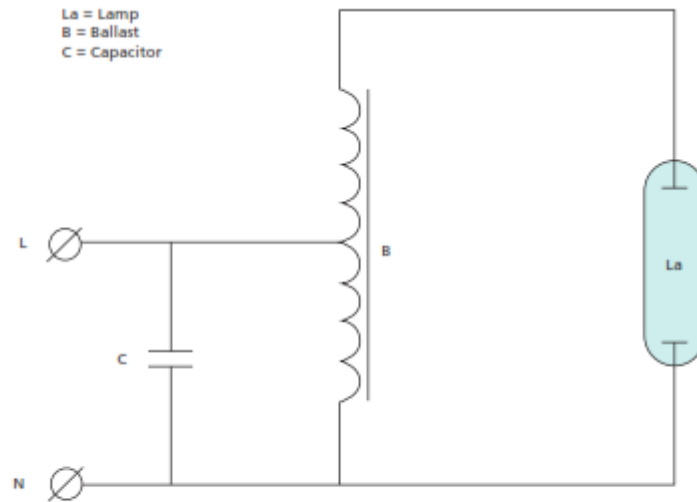 La = Lamp
B = Ballast
C = Capacitor
L
B
La
C
N